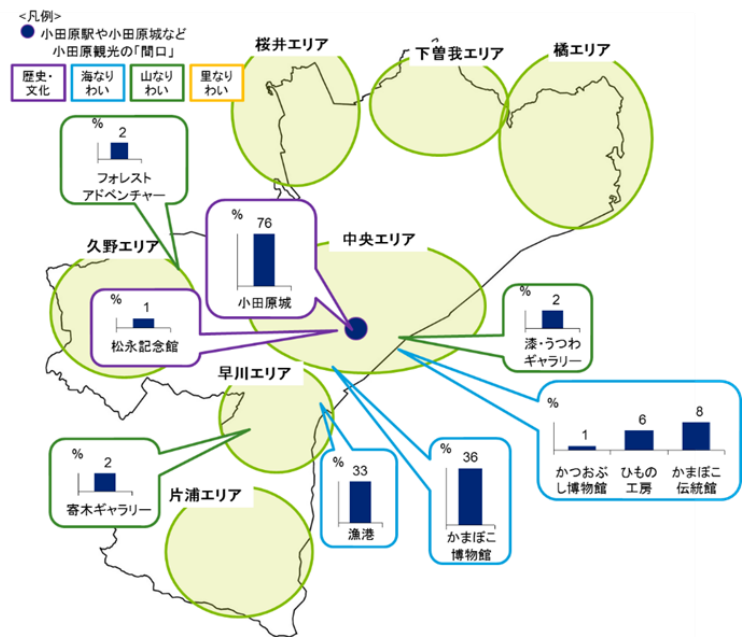 <凡例>
小田原駅や小田原城など
小田原観光の「間口」
歴史・
文化
海なり
わい
山なり
わい
里なり
わい
桜井エリア
下曽我エリア
橘エリア
%
2
フォレスト
アドベンチャー
%
76
小田原城
中央エリア
久野エリア
%
1
松永記念館
%
2
漆・うつわ
ギャラリー
早川エリア
%
1
6
8
かつおぶ
し博物館
ひもの
工房
かまぼこ
伝統館
%
2
寄木ギャラリー
%
33
漁港
%
36
かまぼこ
博物館
片浦エリア